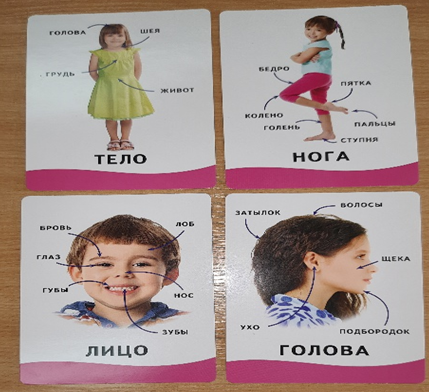 ГОЛОВА
ШЕЯ
ГРУДЬ
ЖИВОТ
ТЕЛО
БЕДРО
ПЯТКА
КОЛЕНО
ПАЛЬЦЫ
ГОЛЕНЬ
СТУПНЯ
НОГА
БРОВЬ
ЛОБ
ГЛАЗ
ГУБЫ
НОС
ЗУБЫ
ЛИЦО
ВОЛОСЫ
ЗАТЫЛОК
ЩЕКА
УХО
ПОДБОРОДОК
ГОЛОВА